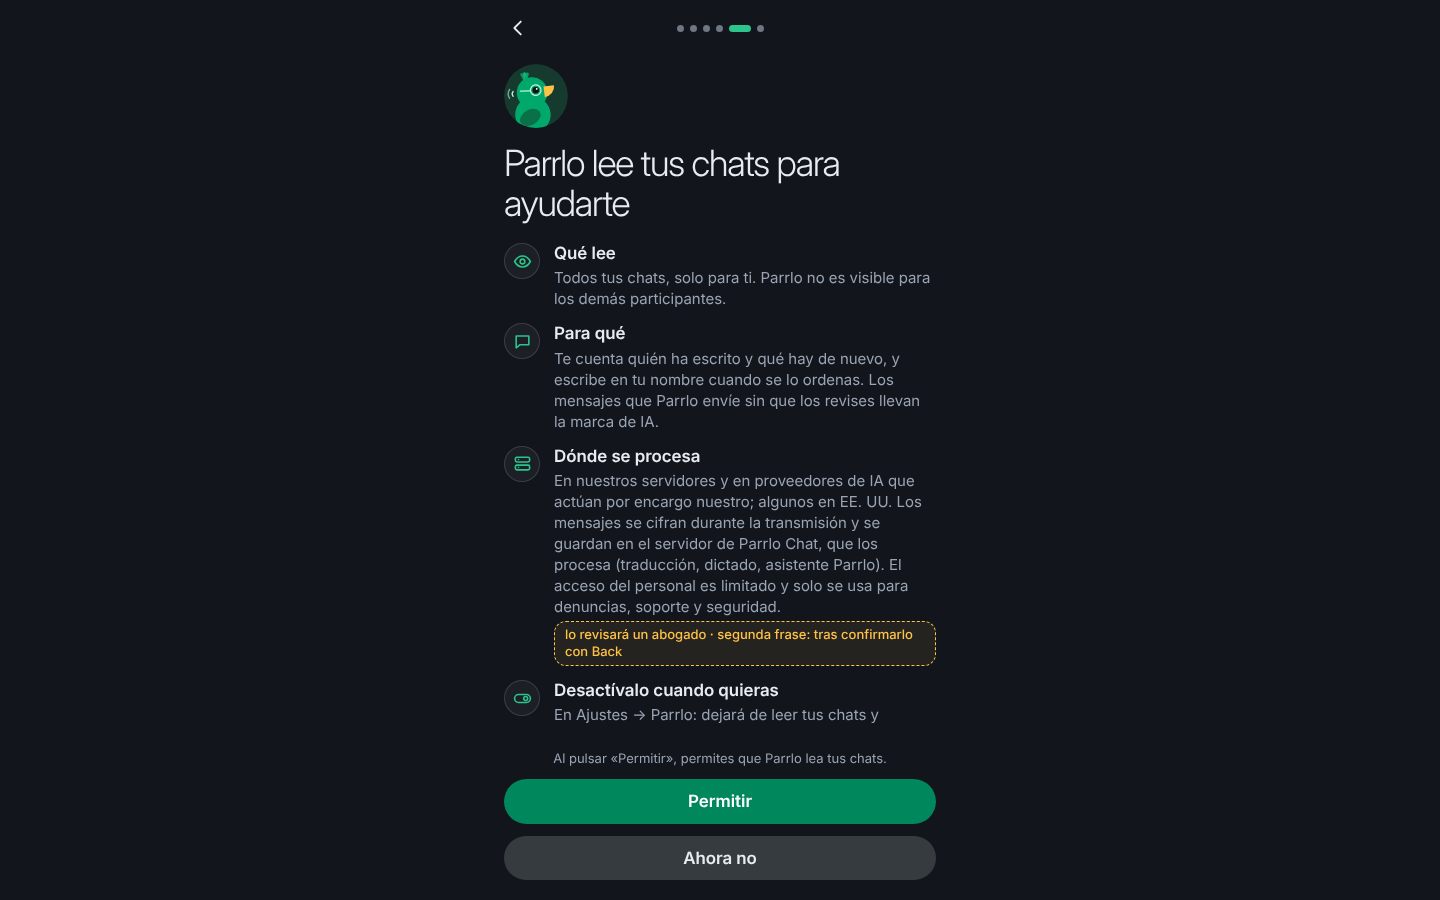 Parrlo lee tus chats para
ayudarte
Qué lee
Todos tus chats, solo para ti. Parrlo no es visible para
los demás participantes.
Para qué
Te cuenta quién ha escrito y qué hay de nuevo, y
escribe en tu nombre cuando se lo ordenas. Los
mensajes que Parrlo envíe sin que los revises llevan
la marca de IA.
Dónde se procesa
En nuestros servidores y en proveedores de IA que
actúan por encargo nuestro; algunos en EE. UU. Los
mensajes se cifran durante la transmisión y se
guardan en el servidor de Parrlo Chat, que los
procesa (traducción, dictado, asistente Parrlo). El
acceso del personal es limitado y solo se usa para
denuncias, soporte y seguridad.
lo revisará un abogado · segunda frase: tras confirmarlo
con Back
Desactívalo cuando quieras
En Ajustes → Parrlo: dejará de leer tus chats y
Al pulsar «Permitir», permites que Parrlo lea tus chats.
Permitir
Ahora no